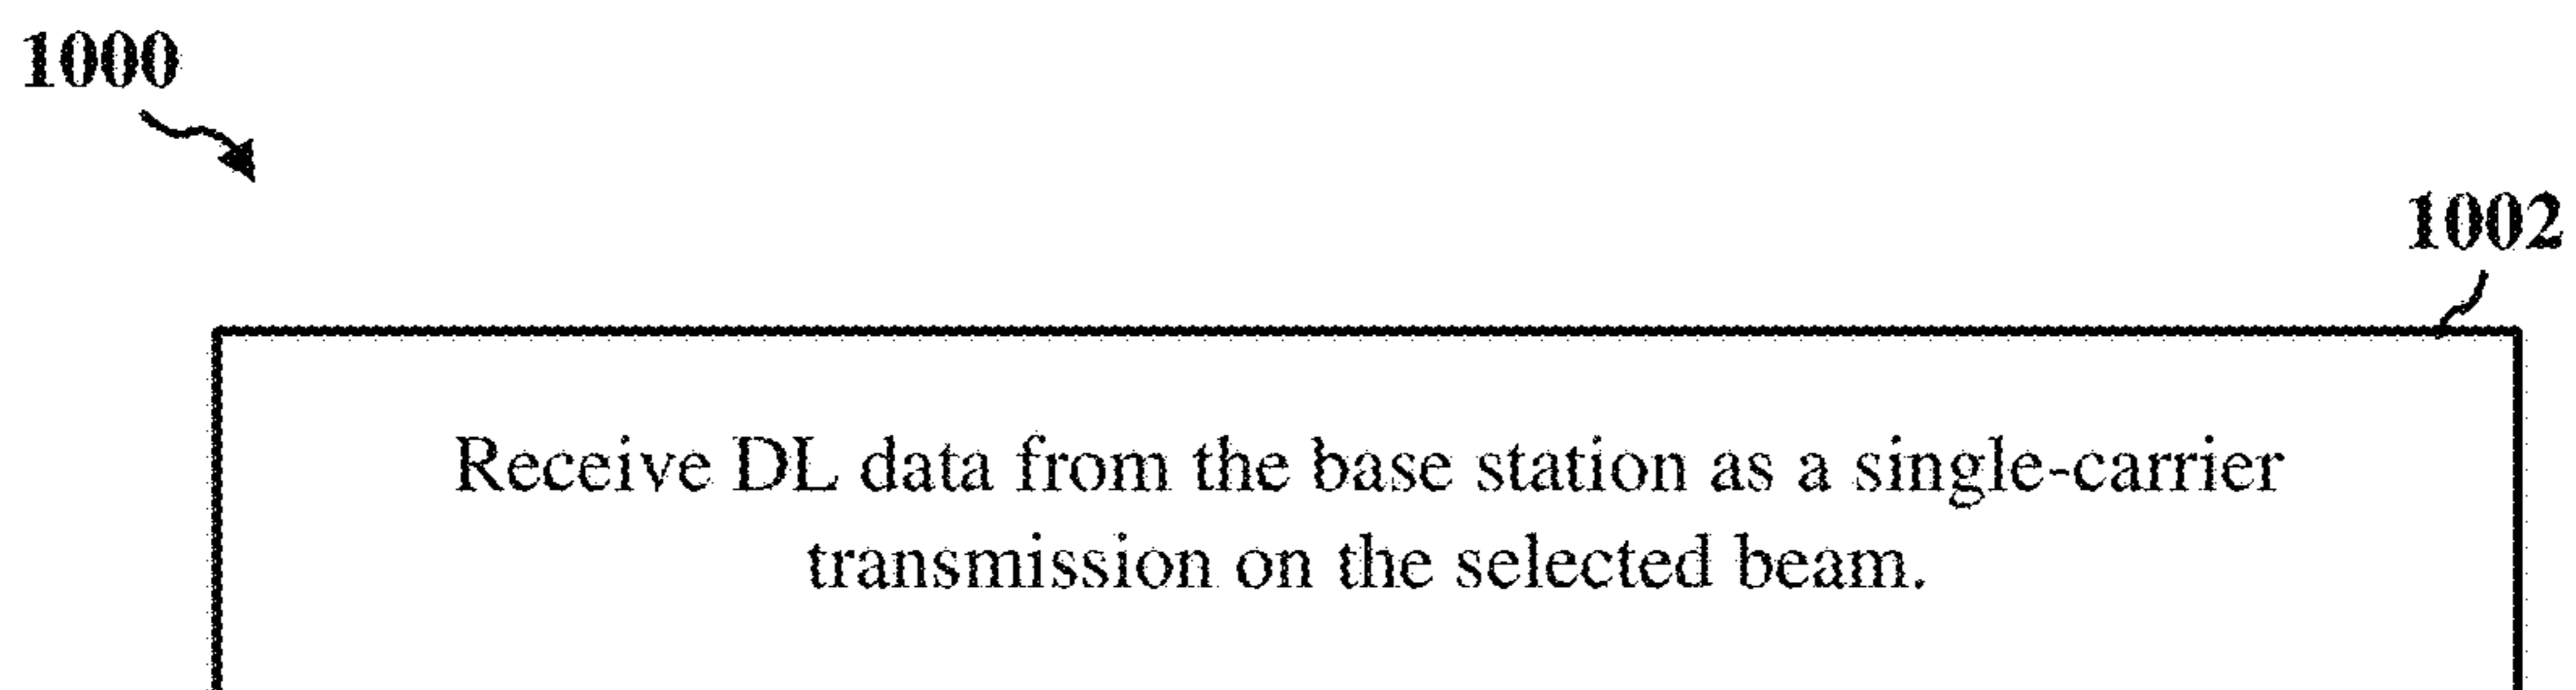 1000
1002
Receive DL data from the base station as a single-carrier
transmission on the selected beam.